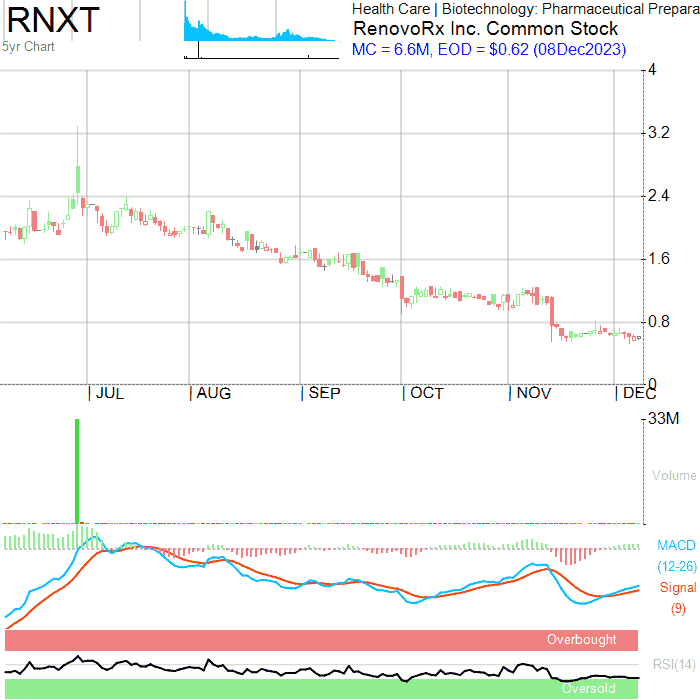 RNXT
5yr Chart
Health Care | Biotechnology: Pharmaceutical Prepara
RenovoRx Inc. Common Stock
MC = 6.6M, EOD = $0.62 (08Dec2023)
4
3.2
2.4
1.6
0.8
0
JUL AUG SEP OCT NOV DEC
33M
Volume
MACD
(12-26)
Signal
(9)
Overbought
RSI(14)
Oversold